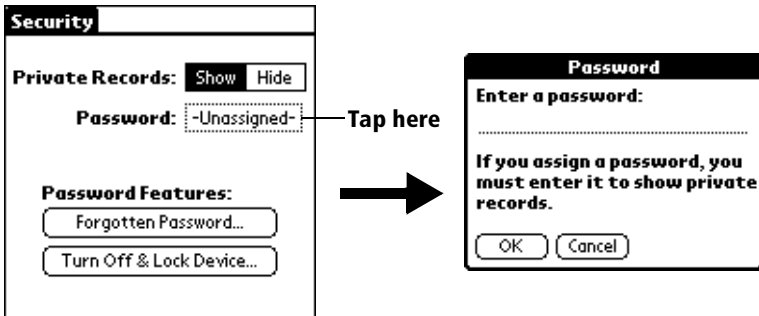 Security
Private Records: Show Hide
Password: -Unassigned-
Tap here
Password Features:
Forgotten Password...
Turn Off & Lock Device...
Password
Enter a password:
If you assign a password, you
must enter it to show private
records.
OK Cancel